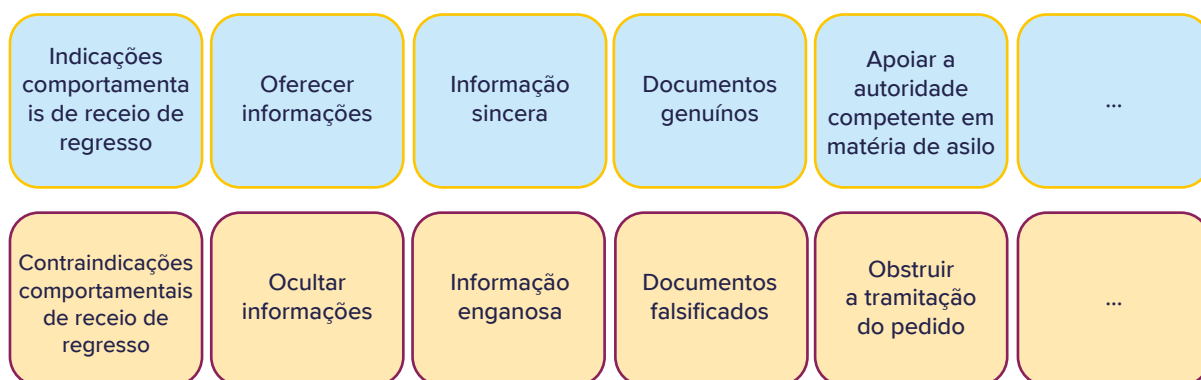 Indicações
comportamenta
is de receio de
regresso
Oferecer
informações
Informação
sincera
Documentos
genuínos
Apoiar a
autoridade
competente em
matéria de asilo
...
Contraindicações
comportamentais
de receio de
regresso
Ocultar
informações
Informação
enganosa
Documentos
falsificados
Obstruir
a tramitação
do pedido
...